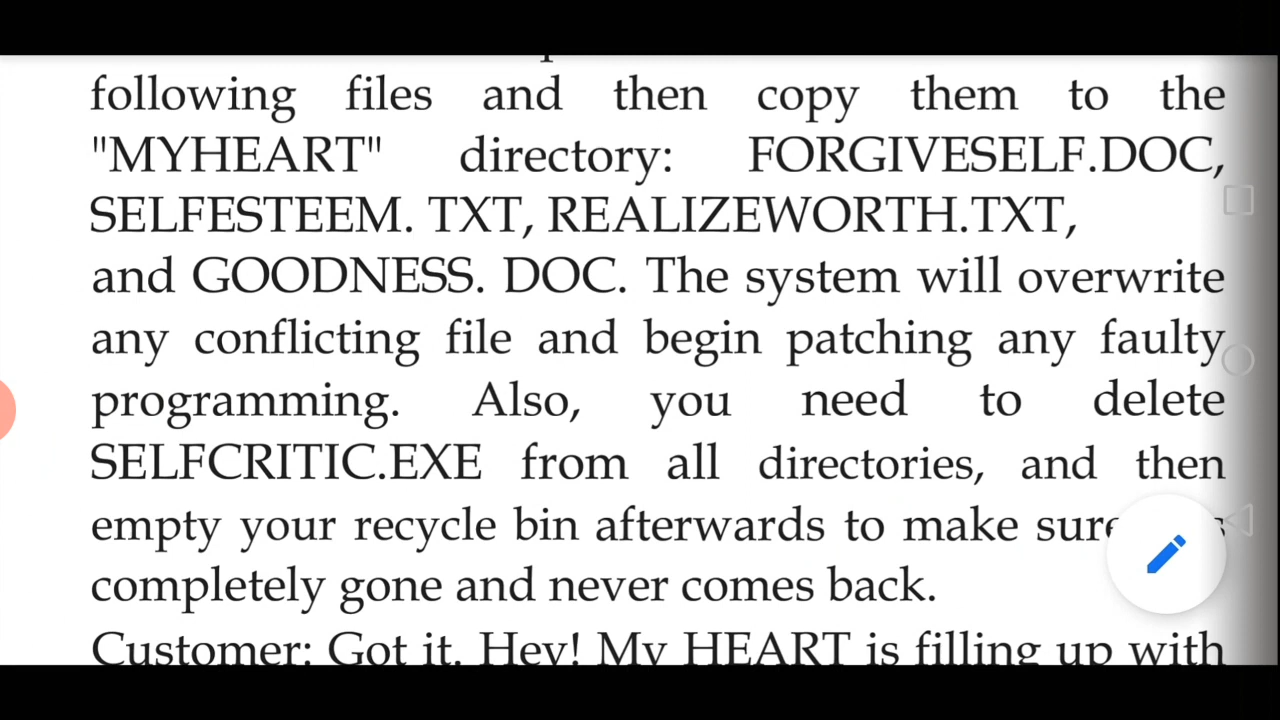 following files and then copy them to the
"MYHEART" directory: FORGIVESELF.DOC,
SELFESTEEM. TXT, REALIZEWORTH.TXT,
and GOODNESS. DOC. The system will overwrite
any conflicting file and begin patching any faulty
programming. Also, you need to delete
SELFCRITIC.EXE from all directories, and then
empty your recycle bin afterwards to make sure
completely gone and never comes back.
Customer: Got it. Hey! My HEART is filling up with